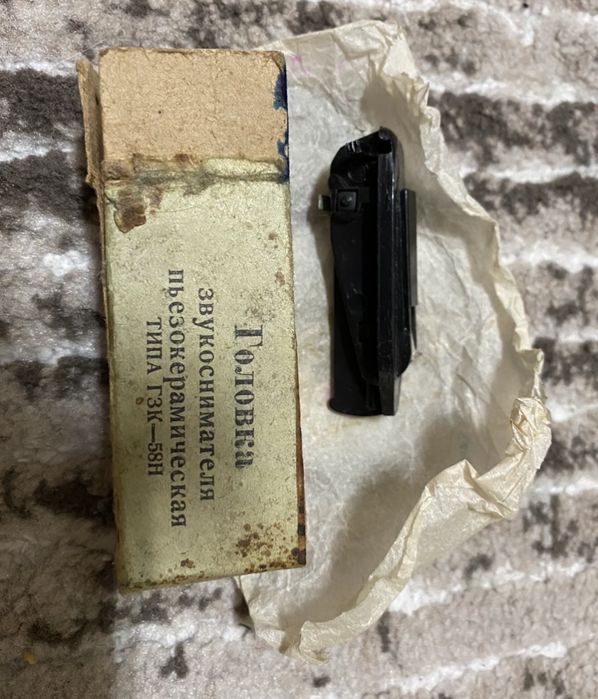 Головка
звукоснимателя
пьезокерамическая
ТИПА ГЗК—58Н